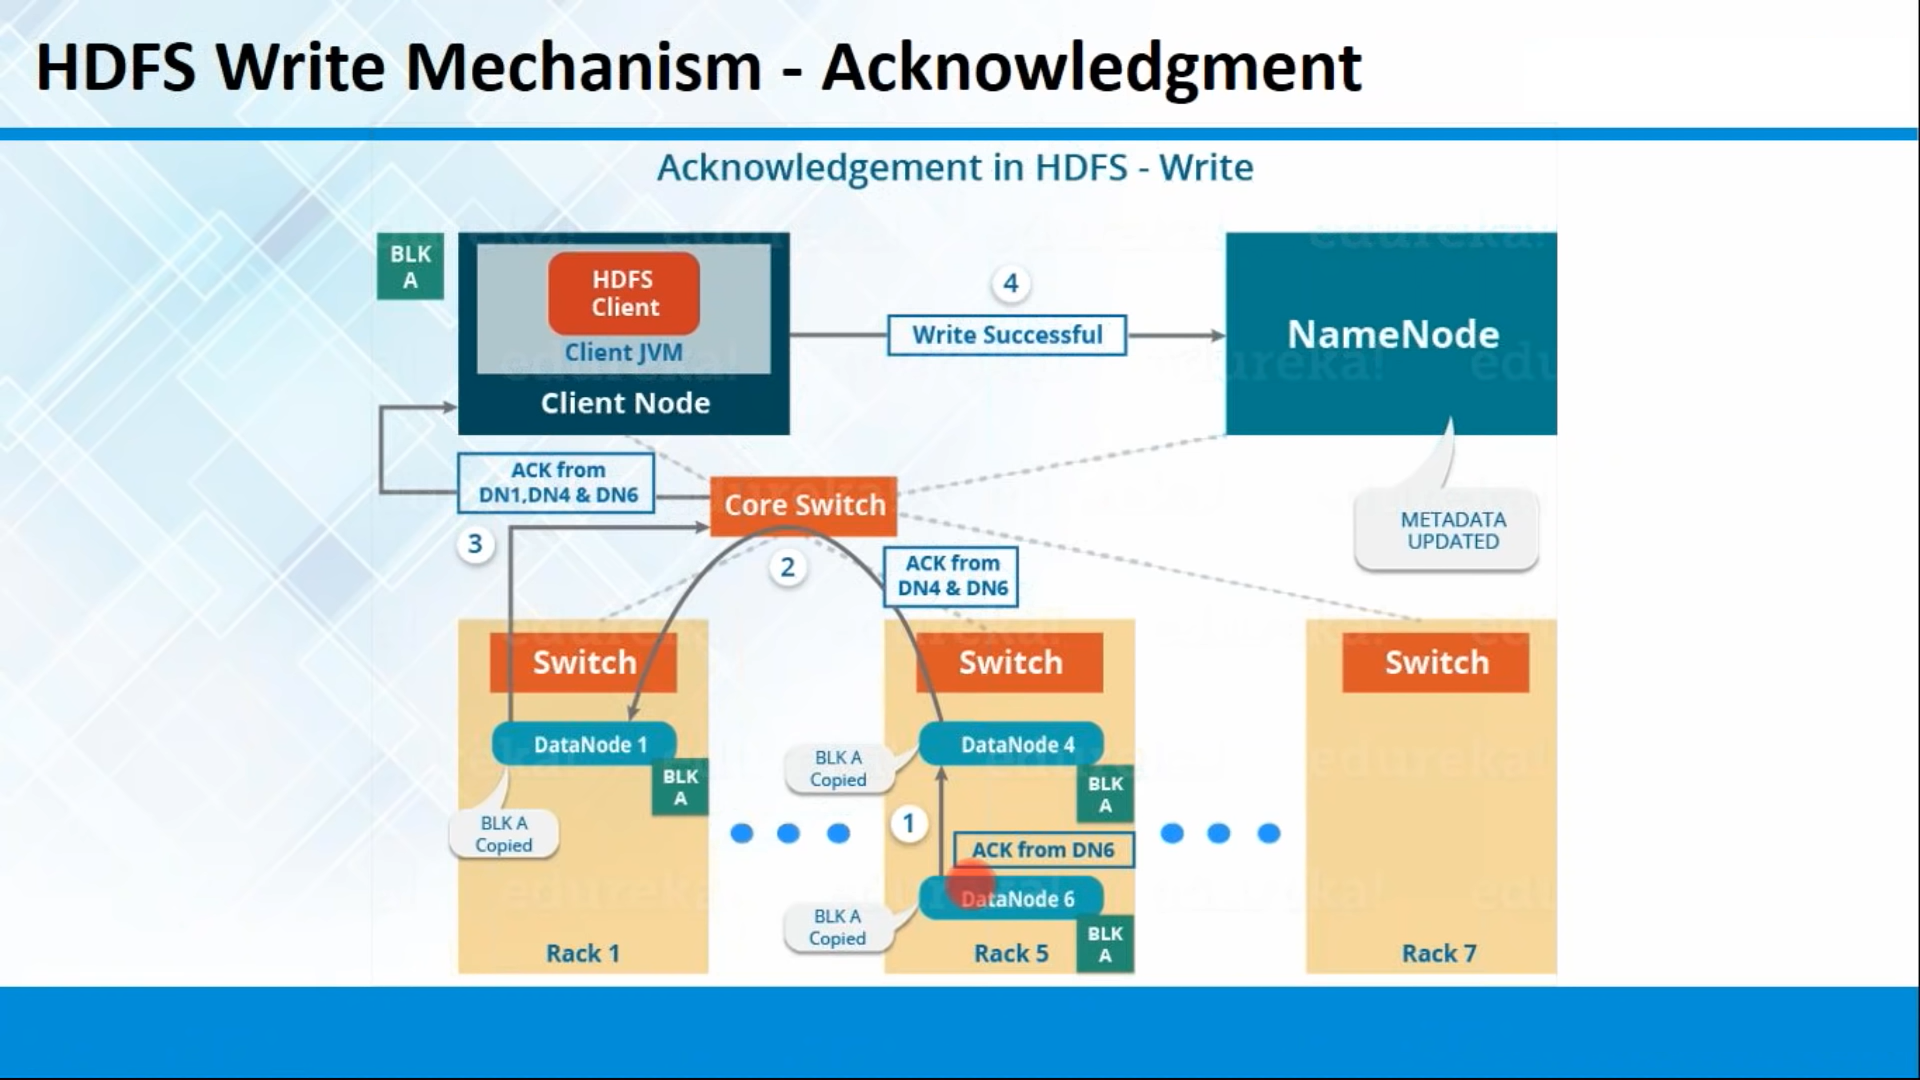 HDFS Write Mechanism - Acknowledgment
Acknowledgement in HDFS - Write
BLK
A
HDFS
Client
Client JVM
Client Node
4
Write Successful
NameNode
ACK from
DN1,DN4 & DN6
Core Switch
METADATA
UPDATED
3
2
ACK from
DN4 & DN6
Switch
Switch
Switch
DataNode 1
BLK
A
BLK A
Copied
DataNode 4
BLK A
Copied
BLK
A
1
ACK from DN6
DataNode 6
BLK A
Copied
BLK
A
Rack 1
Rack 5
Rack 7
edureka!